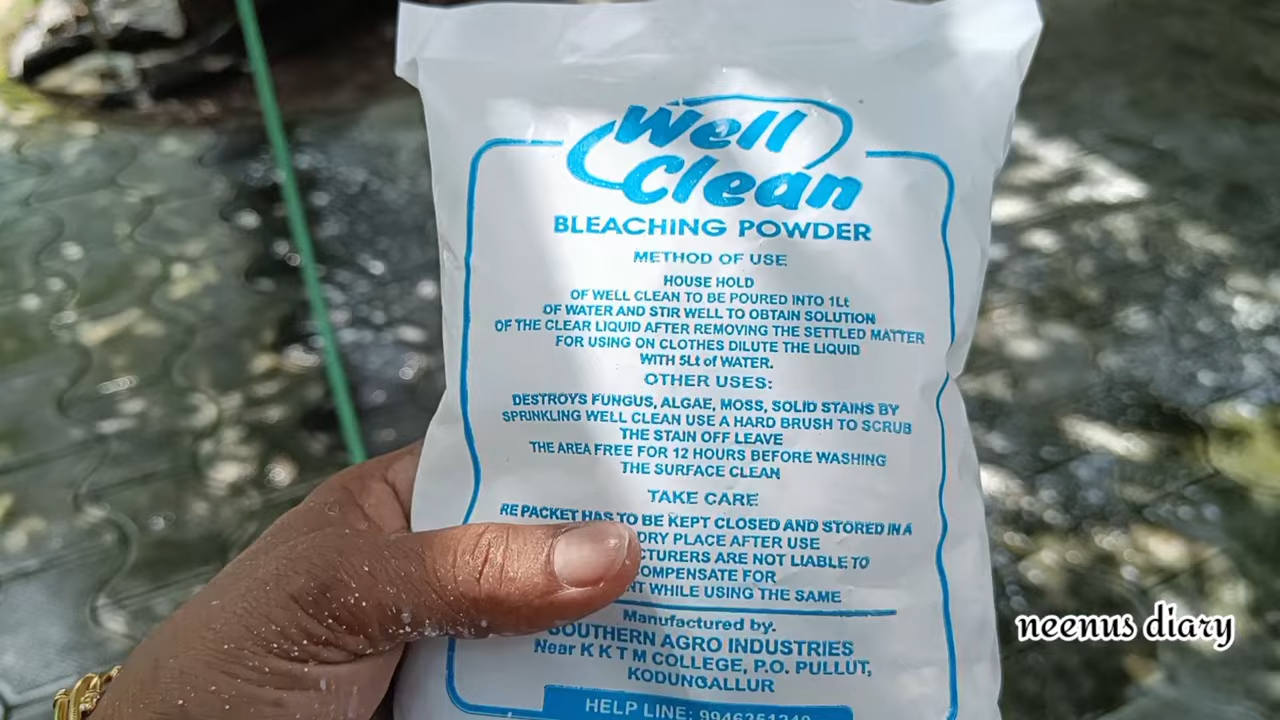 Well
Clean
BLEACHING POWDER
METHOD OF USE
HOUSE HOLD
OF WELL CLEAN TO BE POURED INTO 1Lt
OF WATER AND STIR WELL TO OBTAIN SOLUTION
OF THE CLEAR LIQUID AFTER REMOVING THE SETTLED MATTER
FOR USING ON CLOTHES DILUTE THE LIQUID
WITH 5Lt of WATER.
OTHER USES:
DESTROYS FUNGUS, ALGAE, MOSS, SOLID STAINS BY
SPRINKLING WELL CLEAN USE A HARD BRUSH TO SCRUB
THE STAIN OFF LEAVE
THE AREA FREE FOR 12 HOURS BEFORE WASHING
THE SURFACE CLEAN
TAKE CARE
RE PACKET HAS TO BE KEPT CLOSED AND STORED IN A
DRY PLACE AFTER USE
ARE NOT LIABLE TO
FOR
WHILE USING THE SAME
Manufactured by.
SOUTHERN AGRO INDUSTRIES
Near K K T M COLLEGE, P.O. PULLUT,
KODUNGALLUR
HELP LINE:
neenus diary